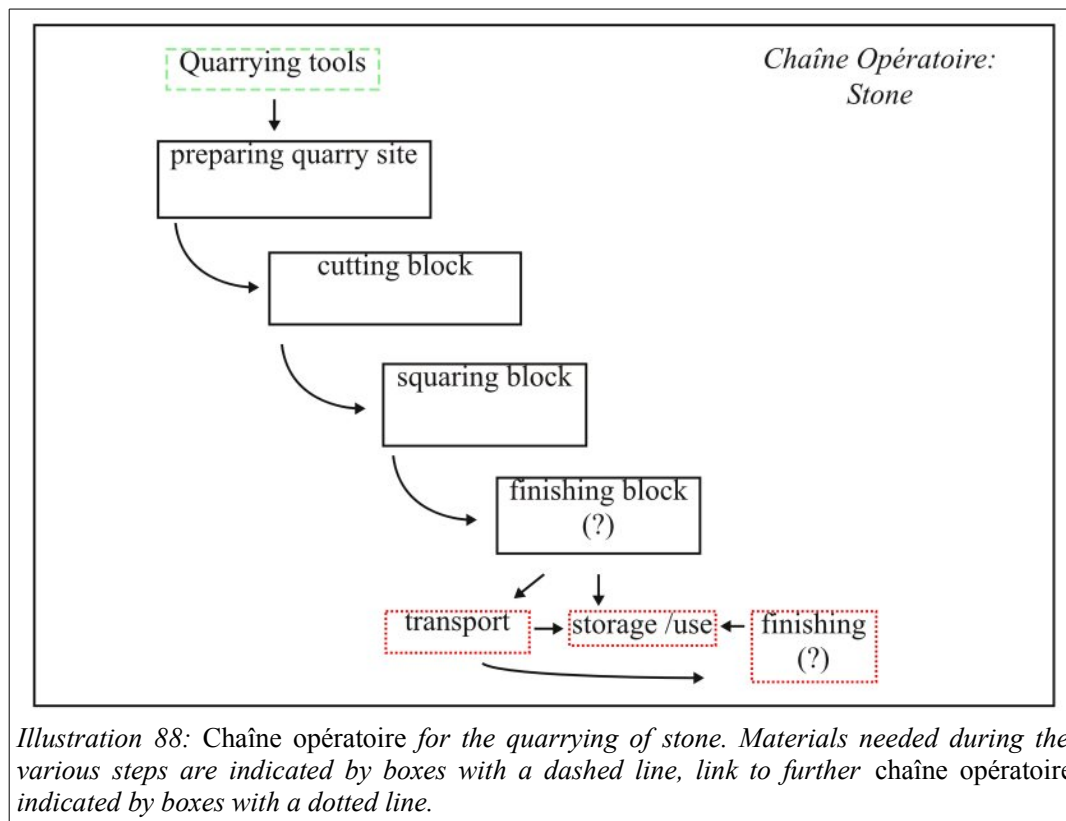 Quarrying tools
Chaîne Opératoire:
Stone
preparing quarry site
cutting block
squaring block
finishing block
(?)
transport
storage /use
finishing
(?)
Illustration 88: Chaîne opératoire for the quarrying of stone. Materials needed during the
various steps are indicated by boxes with a dashed line, link to further chaîne opératoire
indicated by boxes with a dotted line.